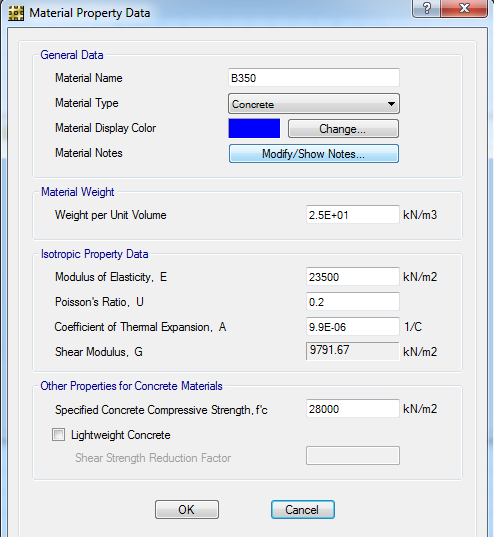 Material Property Data
General Data
Material Name B350
Material Type Concrete
Material Display Color Change...
Material Notes Modify/Show Notes...
Material Weight
Weight per Unit Volume 2.5E+01 kN/m3
Isotropic Property Data
Modulus of Elasticity, E 23500 kN/m2
Poisson's Ratio, U 0.2
Coefficient of Thermal Expansion, A 9.9E-06 1/C
Shear Modulus, G 9791.67 kN/m2
Other Properties for Concrete Materials
Specified Concrete Compressive Strength, f'c 28000 kN/m2
Lightweight Concrete
Shear Strength Reduction Factor
OK Cancel